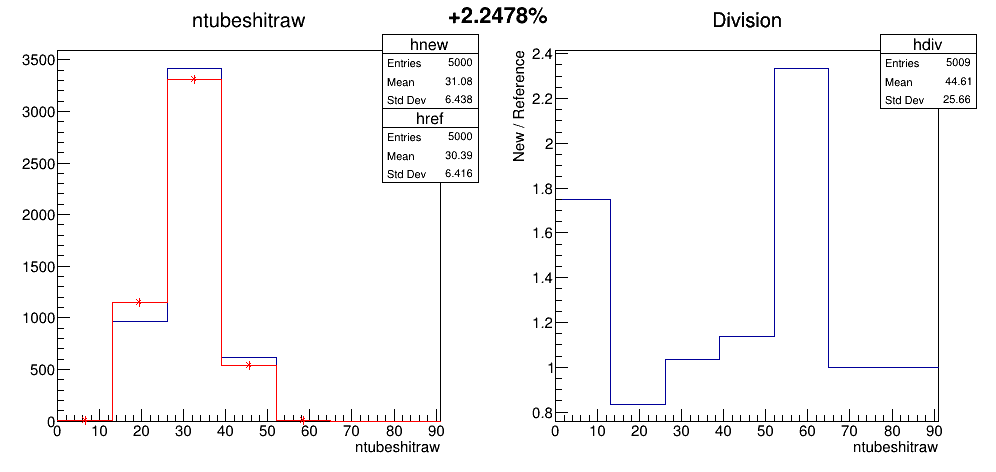 +2.2478%
ntubeshitraw
hnew
Entries 5000
Mean 31.08
Std Dev 6.438
href
Entries 5000
Mean 30.39
Std Dev 6.416
3500
3000
2500
2000
1500
1000
500
0
0 10 20 30 40 50 60 70 80 90
ntubeshitraw
Division
hdiv
Entries 5009
Mean 44.61
Std Dev 25.66
New / Reference
2.4
2.2
2
1.8
1.6
1.4
1.2
1
0.8
0 10 20 30 40 50 60 70 80 90
ntubeshitraw